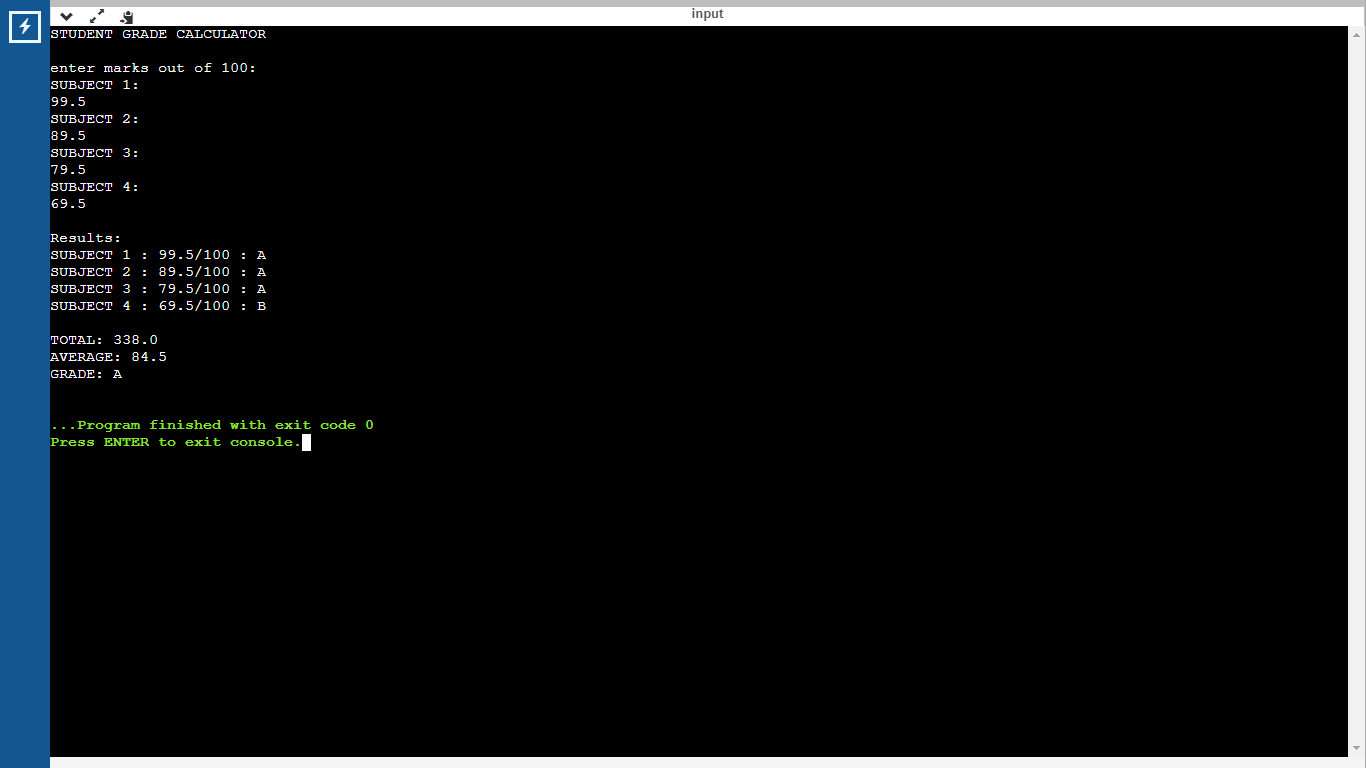 input
STUDENT GRADE CALCULATOR
enter marks out of 100:
SUBJECT 1:
99.5
SUBJECT 2:
89.5
SUBJECT 3:
79.5
SUBJECT 4:
69.5
Results:
SUBJECT 1 : 99.5/100 : A
SUBJECT 2 : 89.5/100 : A
SUBJECT 3 : 79.5/100 : A
SUBJECT 4 : 69.5/100 : B
TOTAL: 338.0
AVERAGE: 84.5
GRADE: A
...Program finished with exit code 0
Press ENTER to exit console.